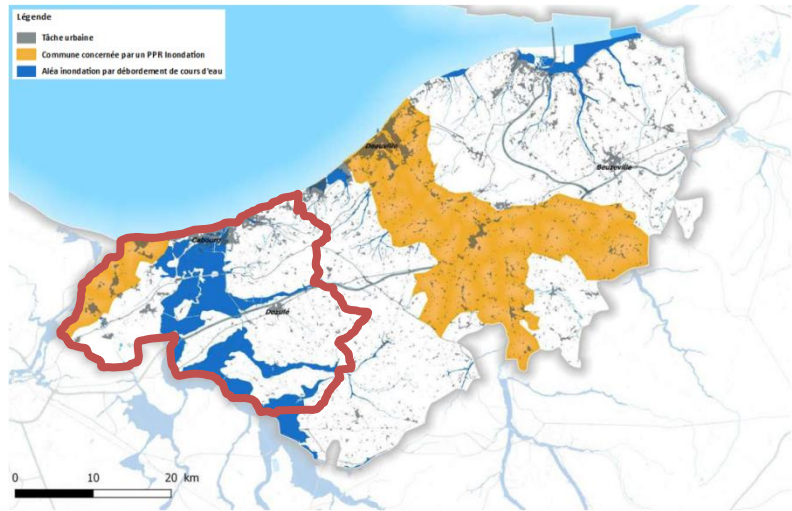 Légende
Tâche urbaine
Commune concernée par un PPR Inondation
Aléa inondation par débordement de cours d'eau
Deauville
Beuzeville
Cabourg
Dozulé
0 10 20 km